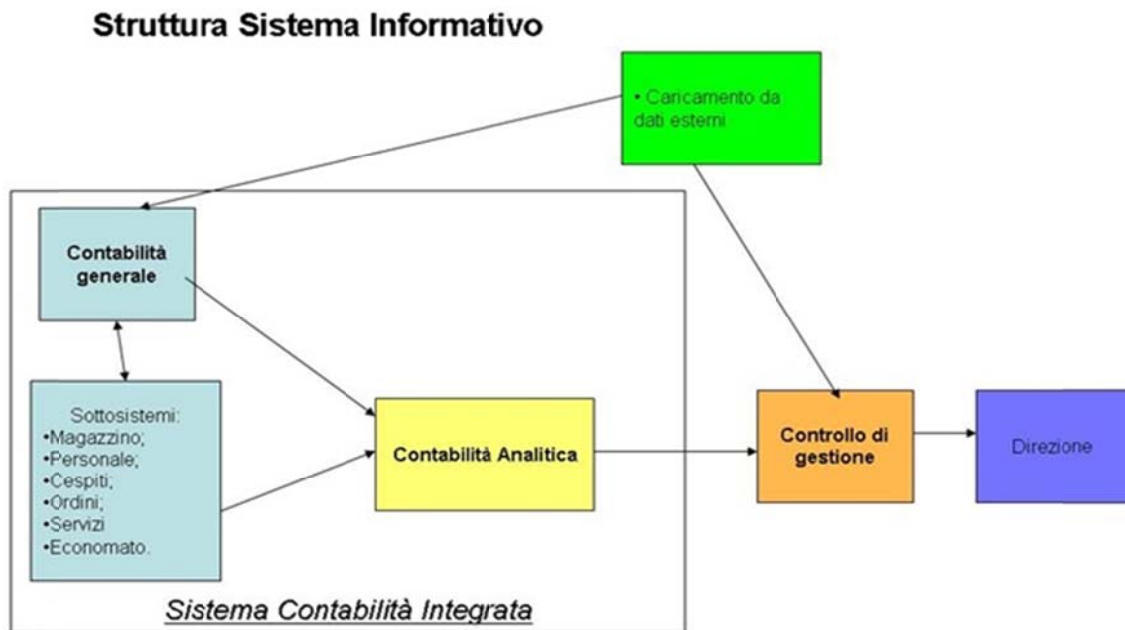 Struttura Sistema Informativo
• Caricamento da
dati esterni
Contabilità
generale
Sottosistemi:
•Magazzino;
•Personale;
•Cespiti;
•Ordini;
•Servizi
•Economato.
Contabilità Analitica
Controllo di
gestione
Direzione
Sistema Contabilità Integrata